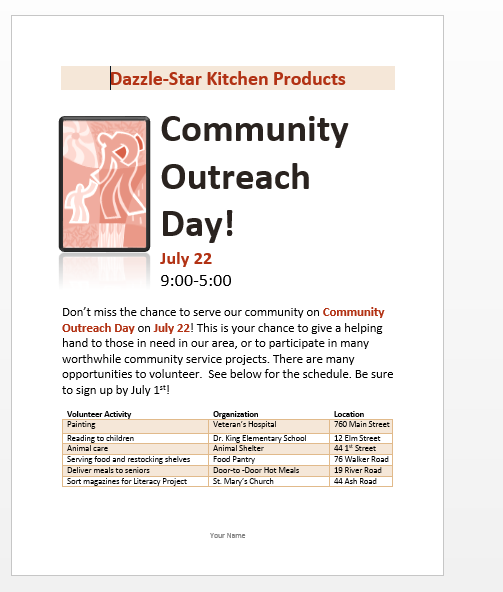 Dazzle-Star Kitchen Products
Community
Outreach
Day!
July 22
9:00-5:00
Don’t miss the chance to serve our community on Community
Outreach Day on July 22! This is your chance to give a helping
hand to those in need in our area, or to participate in many
worthwhile community service projects. There are many
opportunities to volunteer.  See below for the schedule. Be sure
to sign up by July 1st!
Volunteer Activity Organization Location
Painting Veteran’s Hospital 760 Main Street
Reading to children Dr. King Elementary School 12 Elm Street
Animal care Animal Shelter 44 1st Street
Serving food and restocking shelves Food Pantry 76 Walker Road
Deliver meals to seniors Door-to -Door Hot Meals 19 River Road
Sort magazines for Literacy Project St. Mary’s Church 44 Ash Road
Your Name